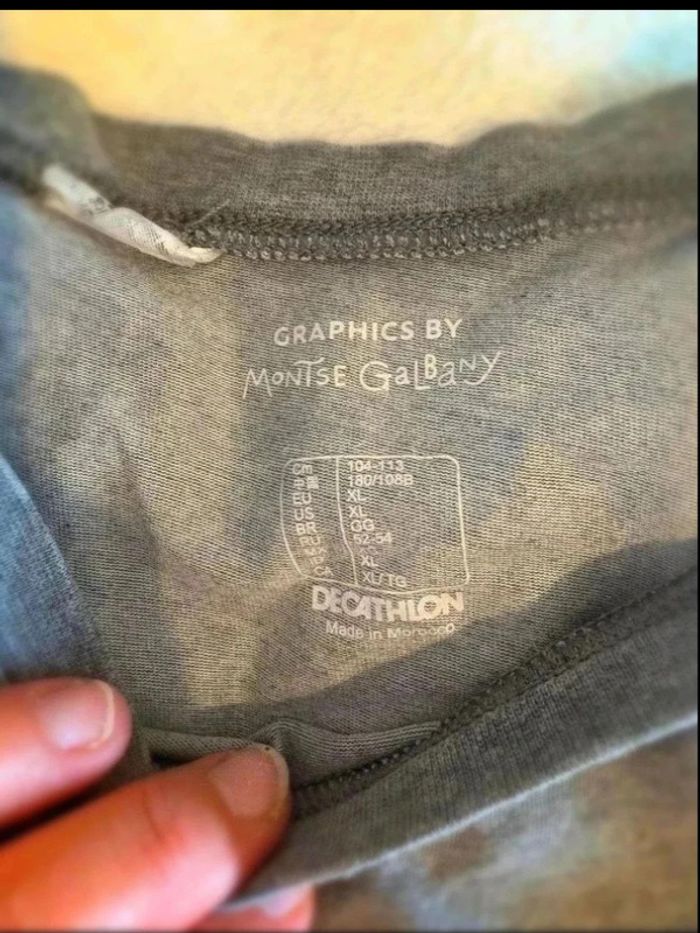 GRAPHICS BY
MONTSE GaLBaNY
cm 104-113
中国 180/108B
EU XL
US XL
BR GG
RU 52-54
MX
XL
CA XL/TG
DECATHLON
Made in Morocco